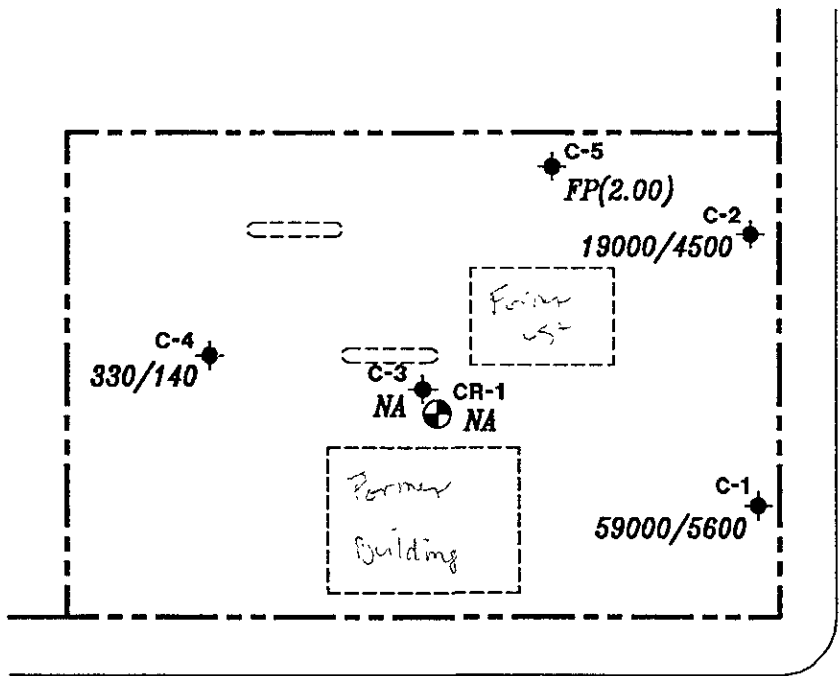 C-5
FP(2.00)
C-2
19000/4500
Former
UST
C-4
330/140
C-3
NA
CR-1
NA
Former
Building
C-1
59000/5600